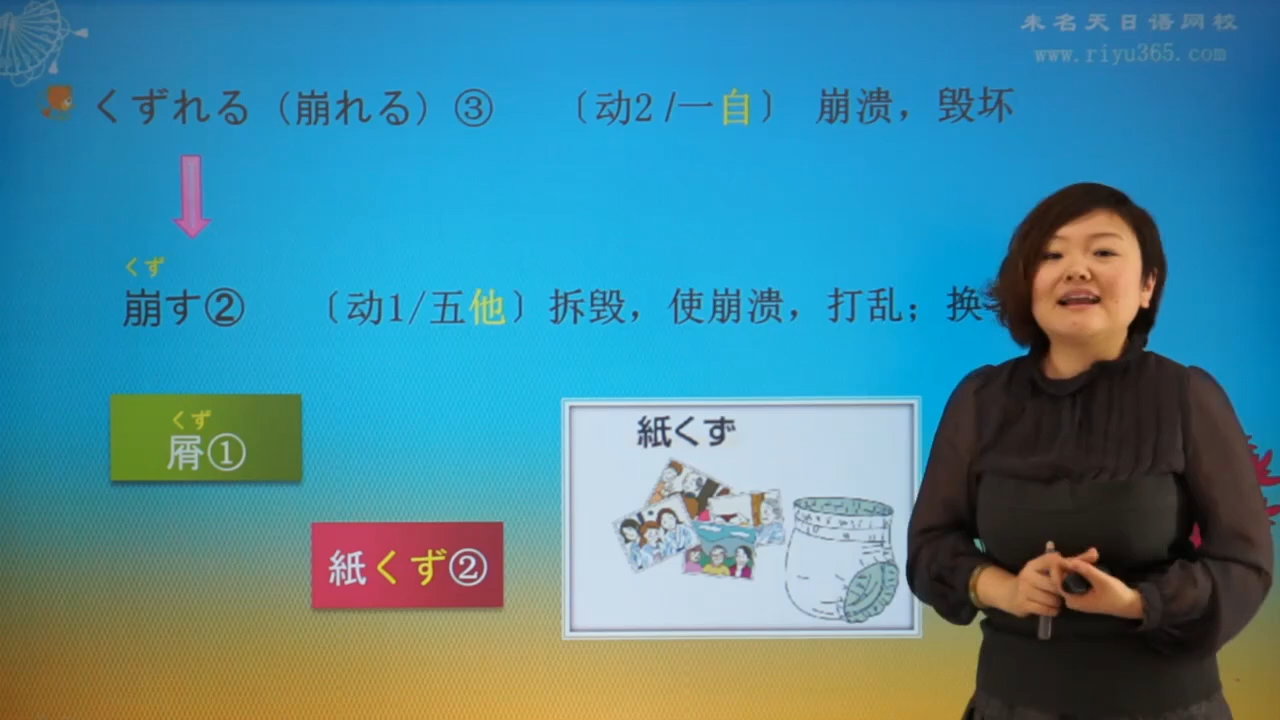 未名天日语网校
www.riyu365.com
くずれる（崩れる）③ 〔动2 /一自〕 崩溃，毁坏
くず
崩す② 〔动1/五他〕拆毁，使崩溃，打乱；换
くず
屑①
紙くず②
紙くず